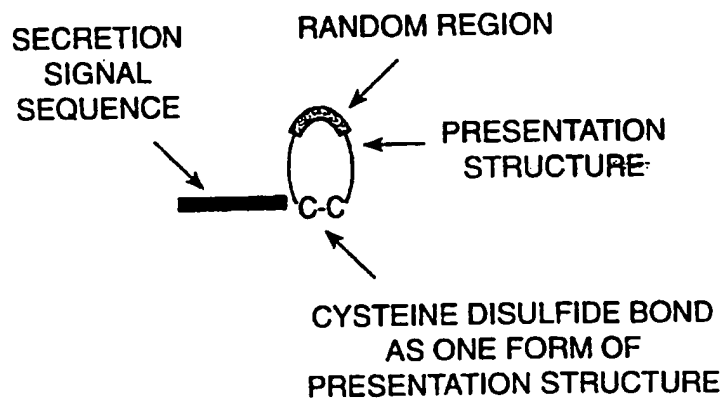 SECRETION
SIGNAL
SEQUENCE
RANDOM REGION
PRESENTATION
STRUCTURE
C-C
CYSTEINE DISULFIDE BOND
AS ONE FORM OF
PRESENTATION STRUCTURE